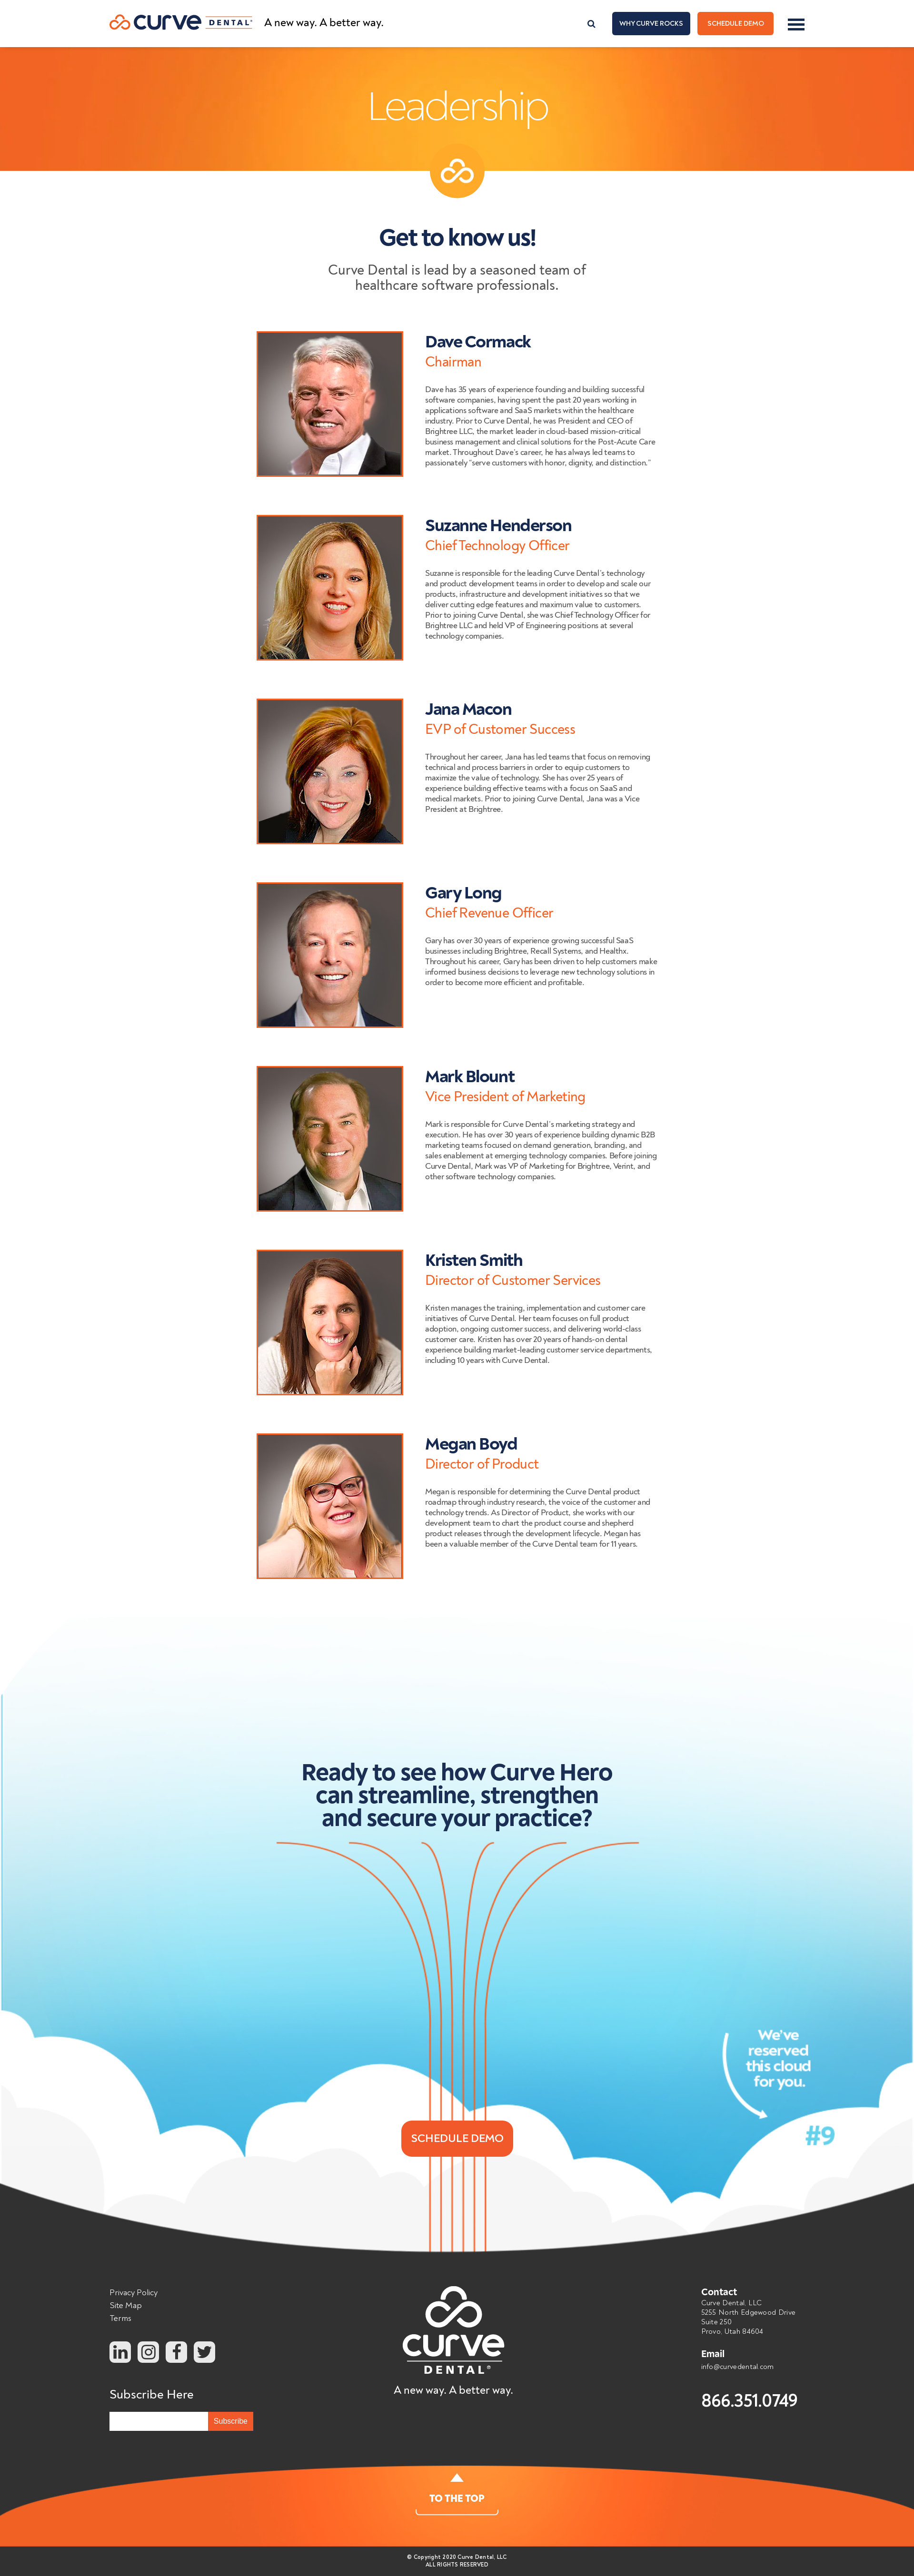 curve DENTAL® A new way. A better way. WHY CURVE ROCKS SCHEDULE DEMO
Leadership
Get to know us!
Curve Dental is lead by a seasoned team of
healthcare software professionals.
Dave Cormack
Chairman
Dave has 35 years of experience founding and building successful
software companies, having spent the past 20 years working in
applications software and SaaS markets within the healthcare
industry. Prior to Curve Dental, he was President and CEO of
Brightree LLC, the market leader in cloud-based mission-critical
business management and clinical solutions for the Post-Acute Care
market. Throughout Dave's career, he has always led teams to
passionately "serve customers with honor, dignity, and distinction."
Suzanne Henderson
Chief Technology Officer
Suzanne is responsible for the leading Curve Dental's technology
and product development teams in order to develop and scale our
products, infrastructure and development initiatives so that we
deliver cutting edge features and maximum value to customers.
Prior to joining Curve Dental, she was Chief Technology Officer for
Brightree LLC and held VP of Engineering positions at several
technology companies.
Jana Macon
EVP of Customer Success
Throughout her career, Jana has led teams that focus on removing
technical and process barriers in order to equip customers to
maximize the value of technology. She has over 25 years of
experience building effective teams with a focus on SaaS and
medical markets. Prior to joining Curve Dental, Jana was a Vice
President at Brightree.
Gary Long
Chief Revenue Officer
Gary has over 30 years of experience growing successful SaaS
businesses including Brightree, Recall Systems, and Healthx.
Throughout his career, Gary has been driven to help customers make
informed business decisions to leverage new technology solutions in
order to become more efficient and profitable.
Mark Blount
Vice President of Marketing
Mark is responsible for Curve Dental's marketing strategy and
execution. He has over 30 years of experience building dynamic B2B
marketing teams focused on demand generation, branding, and
sales enablement at emerging technology companies. Before joining
Curve Dental, Mark was VP of Marketing for Brightree, Verint, and
other software technology companies.
Kristen Smith
Director of Customer Services
Kristen manages the training, implementation and customer care
initiatives of Curve Dental. Her team focuses on full product
adoption, ongoing customer success, and delivering world-class
customer care. Kristen has over 20 years of hands-on dental
experience building market-leading customer service departments,
including 10 years with Curve Dental.
Megan Boyd
Director of Product
Megan is responsible for determining the Curve Dental product
roadmap through industry research, the voice of the customer and
technology trends. As Director of Product, she works with our
development team to chart the product course and shepherd
product releases through the development lifecycle. Megan has
been a valuable member of the Curve Dental team for 11 years.
Ready to see how Curve Hero
can streamline, strengthen
and secure your practice?
We've
reserved
this cloud
for you.
#9
SCHEDULE DEMO
Privacy Policy
Site Map
Terms
Subscribe Here
Subscribe
curve
DENTAL®
A new way. A better way.
Contact
Curve Dental, LLC
5255 North Edgewood Drive
Suite 250
Provo, Utah 84604
Email
info@curvedental.com
866.351.0749
TO THE TOP
© Copyright 2020 Curve Dental, LLC
ALL RIGHTS RESERVED